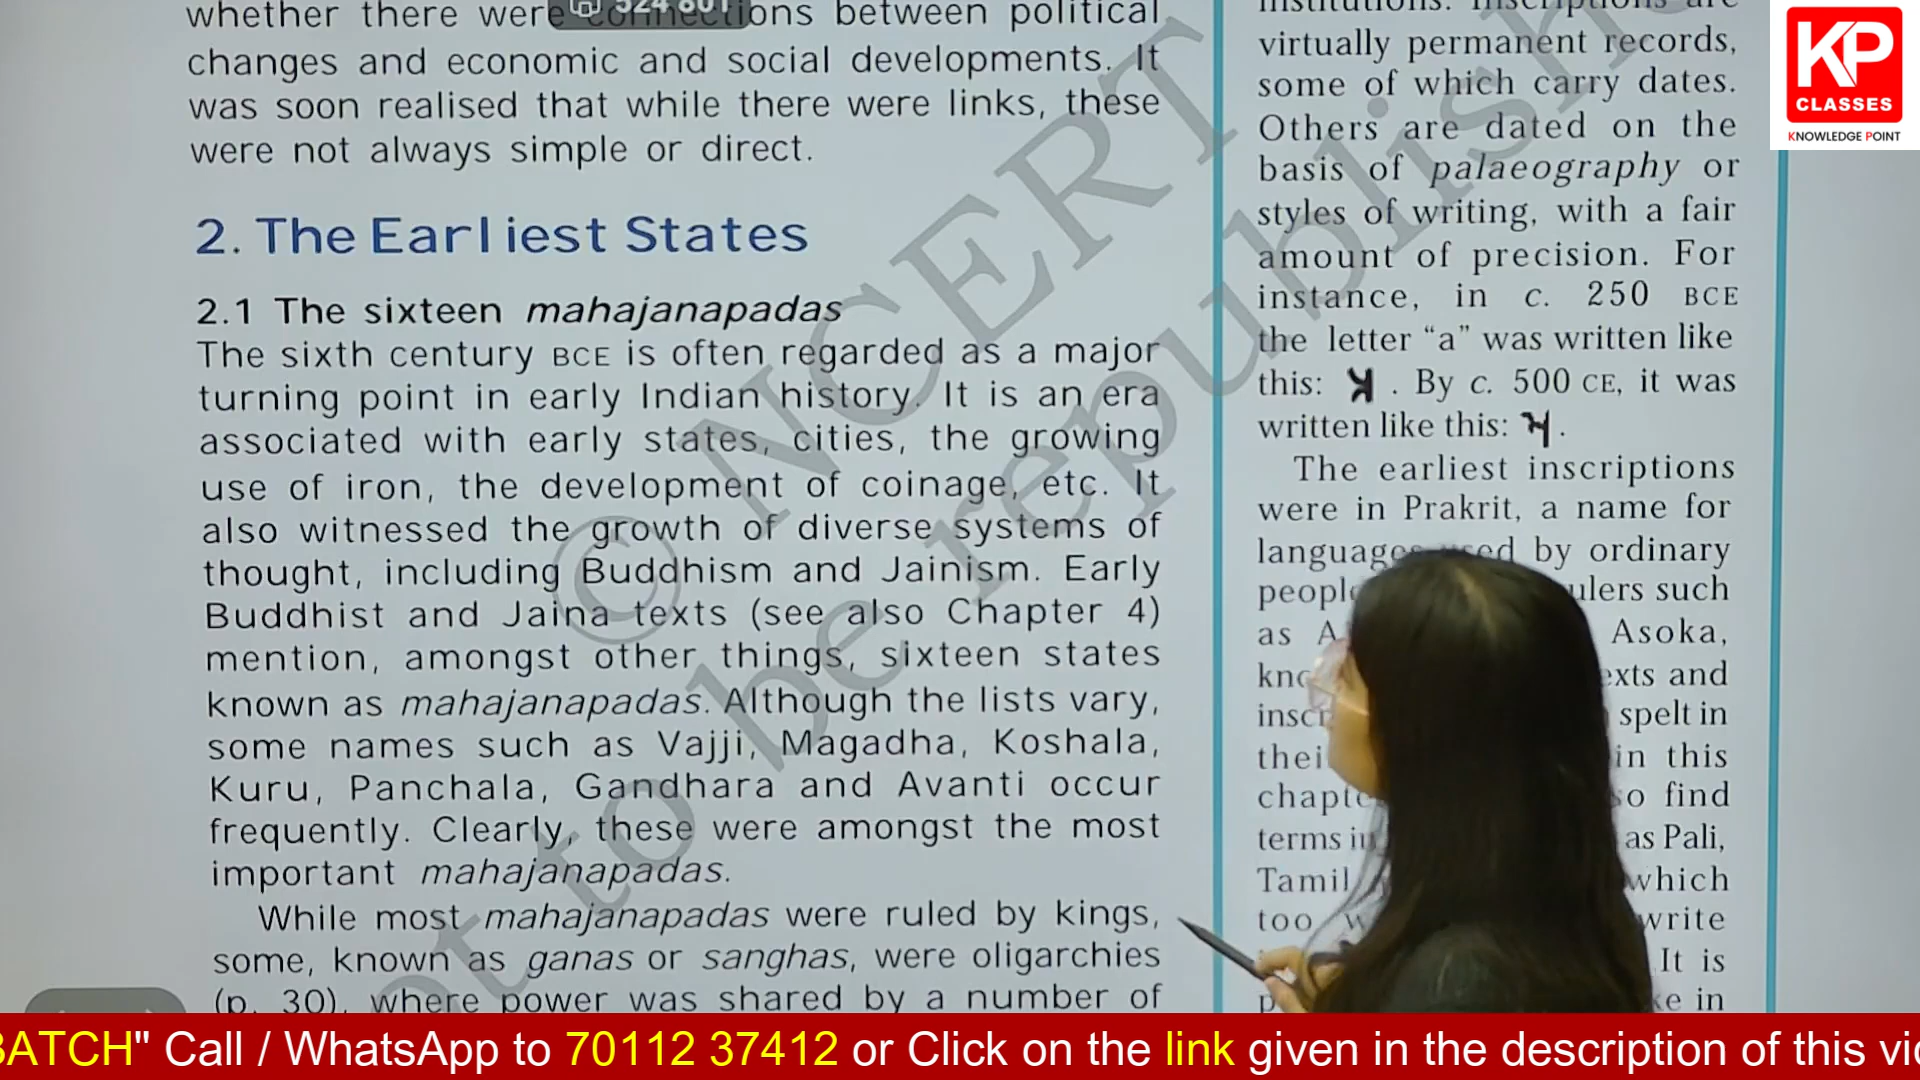 whether there were connections between political
changes and economic and social developments. It
was soon realised that while there were links, these
were not always simple or direct.
2. The Earliest States
2.1 The sixteen mahajanapadas
The sixth century BCE is often regarded as a major
turning point in early Indian history. It is an era
associated with early states, cities, the growing
use of iron, the development of coinage, etc. It
also witnessed the growth of diverse systems of
thought, including Buddhism and Jainism. Early
Buddhist and Jaina texts (see also Chapter 4)
mention, amongst other things, sixteen states
known as mahajanapadas. Although the lists vary,
some names such as Vajji, Magadha, Koshala,
Kuru, Panchala, Gandhara and Avanti occur
frequently. Clearly, these were amongst the most
important mahajanapadas.
While most mahajanapadas were ruled by kings,
some, known as ganas or sanghas, were oligarchies
(p. 30), where power was shared by a number of
institutions. Inscriptions are
virtually permanent records,
some of which carry dates.
Others are dated on the
basis of palaeography or
styles of writing, with a fair
amount of precision. For
instance, in c. 250 BCE
the letter “a” was written like
this: 𑀅 . By c. 500 CE, it was
written like this: .
The earliest inscriptions
were in Prakrit, a name for
languages used by ordinary
such
as Asoka,
and
spelt in
in this
find
terms in as Pali,
Tamil which
too write
It is
in
© NCERT
not to be republished
KP
CLASSES
KNOWLEDGE POINT
BATCH" Call / WhatsApp to 70112 37412 or Click on the link given in the description of this